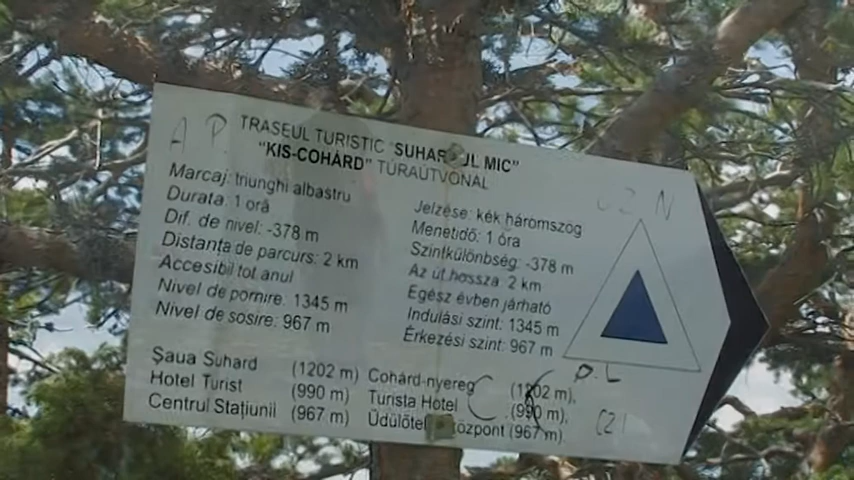 TRASEUL TURISTIC "SUHARDUL MIC"
"KIS-COHÁRD" TÚRAÚTVONAL
Marcaj: triunghi albastru
Durata: 1 oră
Dif. de nivel: -378 m
Distanța de parcurs: 2 km
Accesibil tot anul
Nivel de pornire: 1345 m
Nivel de sosire: 967 m
Jelzése: kék háromszög
Menetidő: 1 óra
Szintkülönbség: -378 m
Az út hossza: 2 km
Egész évben járható
Indulási szint: 1345 m
Érkezési szint: 967 m
Șaua Suhard (1202 m)
Hotel Turist (990 m)
Centrul Stațiunii (967 m)
Cohárd-nyereg (1202 m),
Turista Hotel (990 m),
Üdülőtelep központ (967 m)
A P